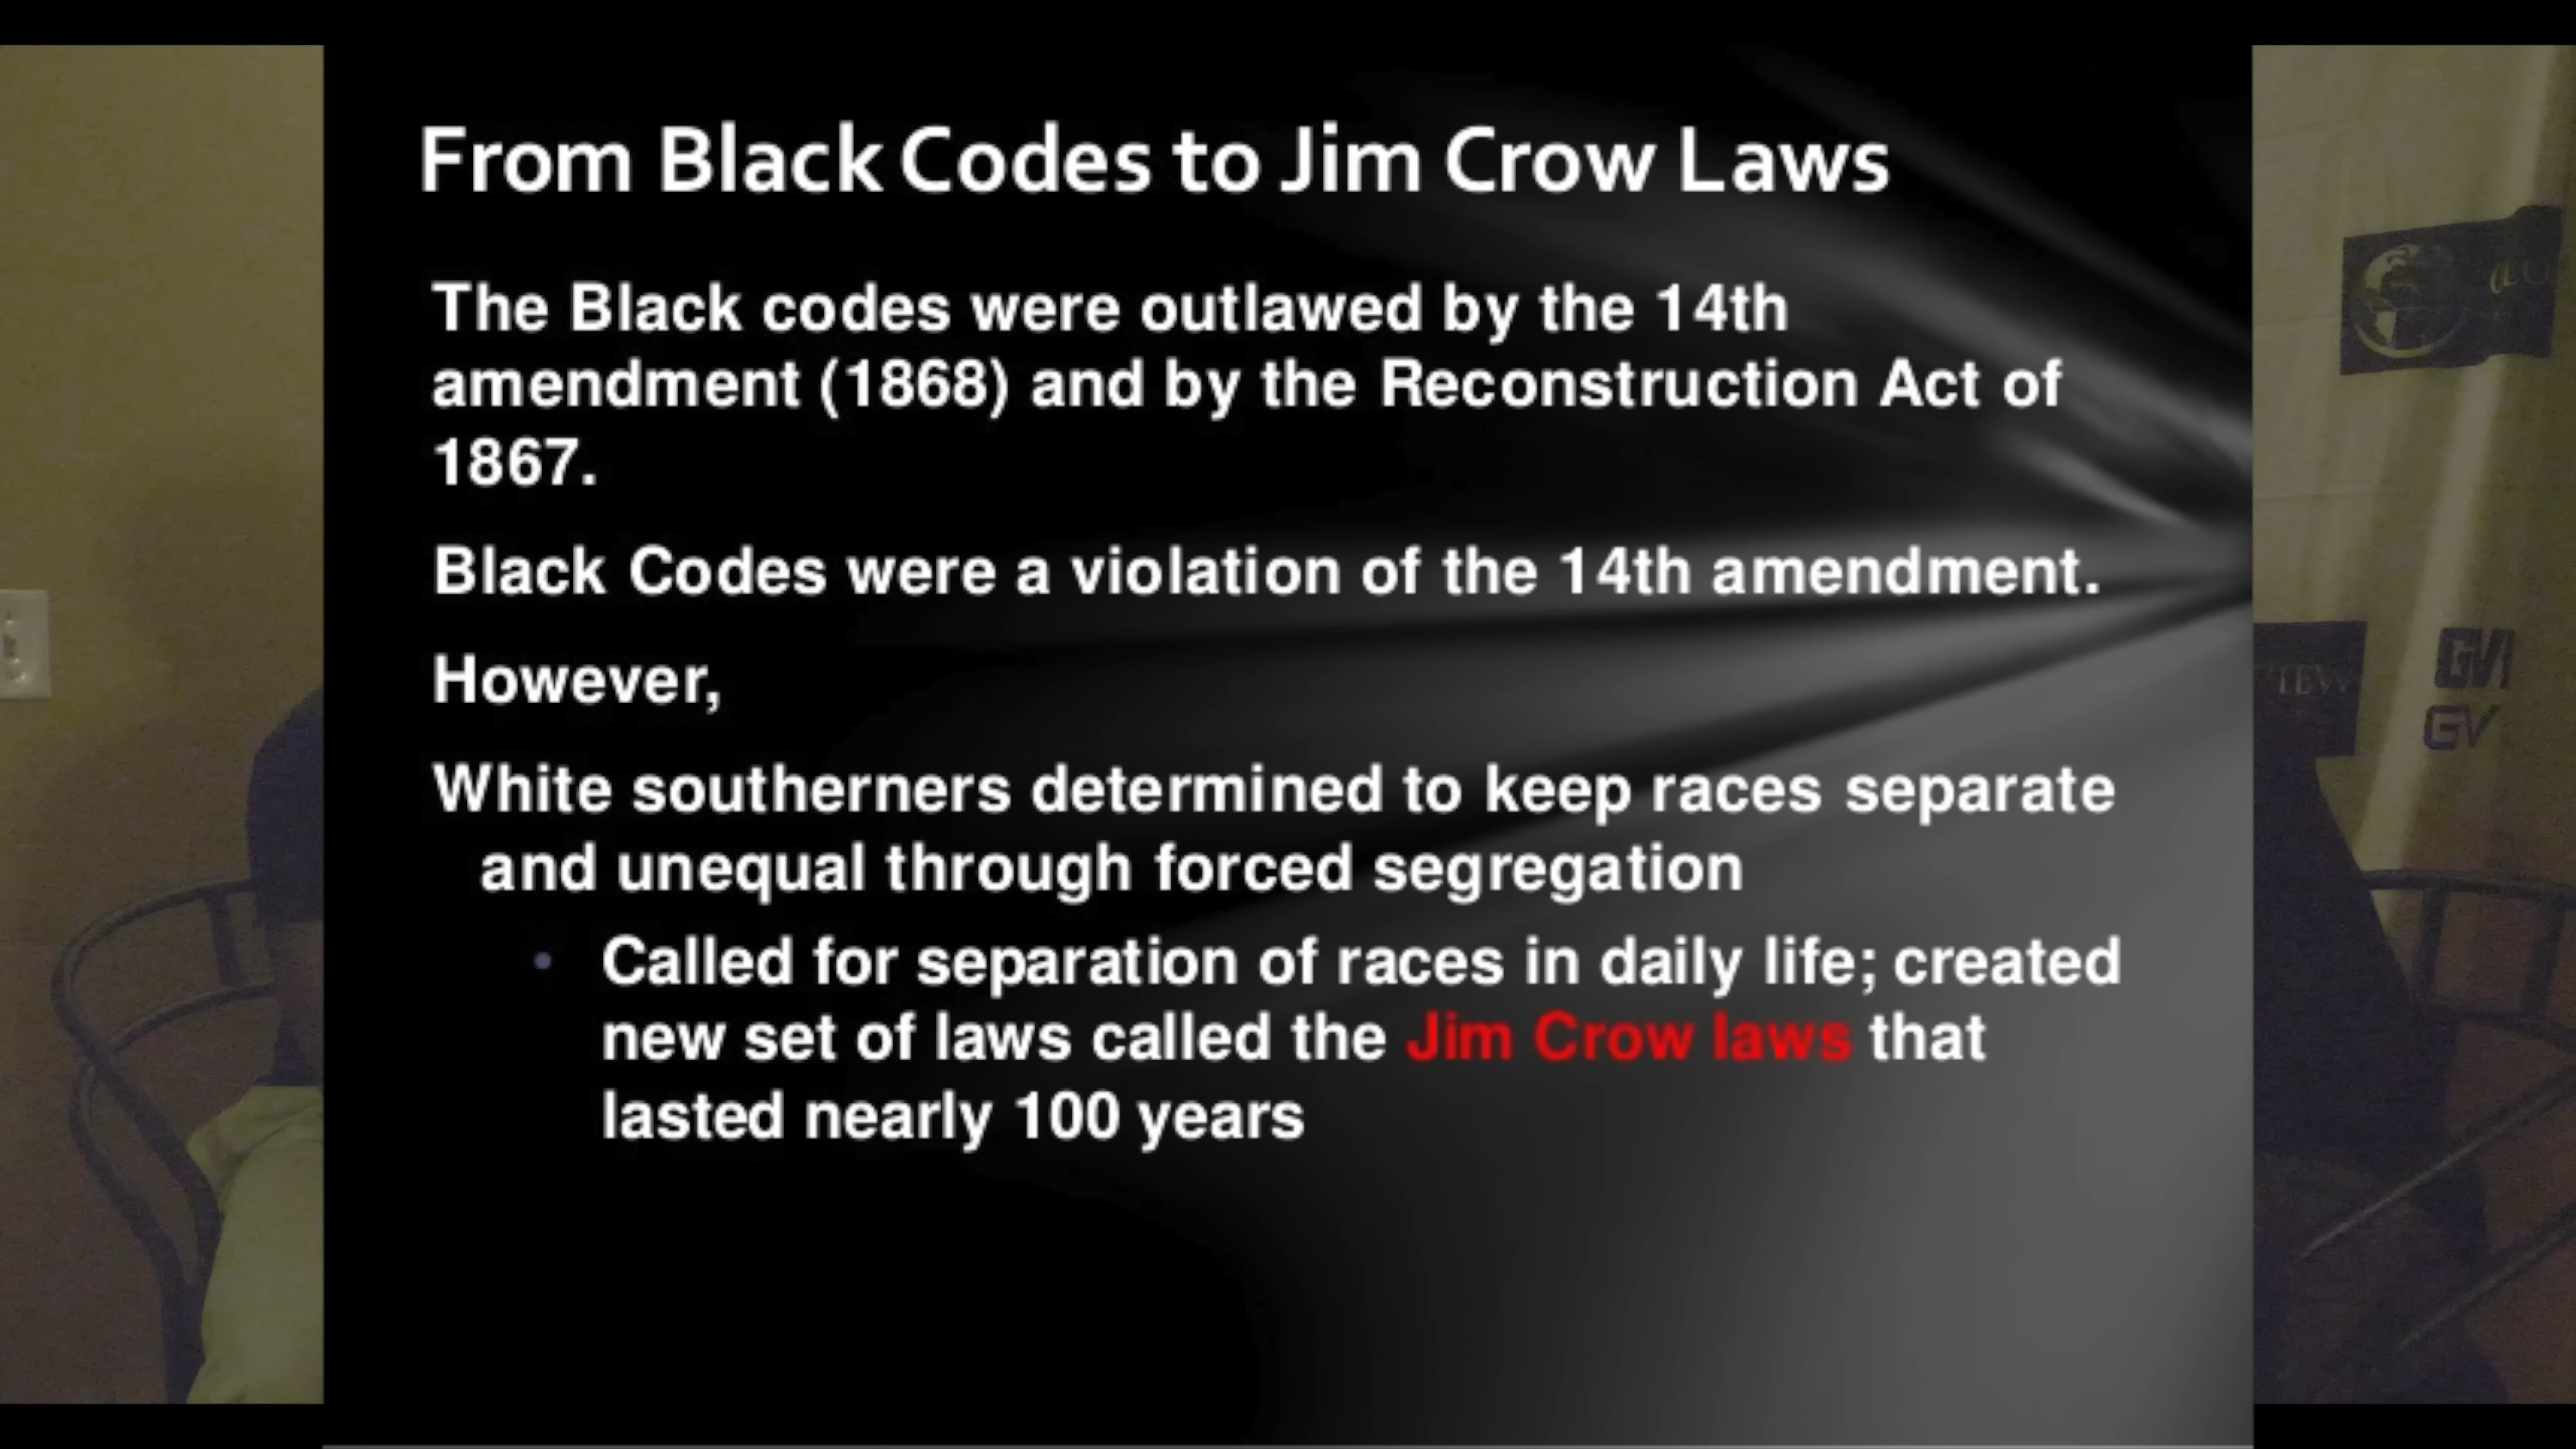 From Black Codes to Jim Crow Laws
The Black codes were outlawed by the 14th
amendment (1868) and by the Reconstruction Act of
1867.
Black Codes were a violation of the 14th amendment.
However,
White southerners determined to keep races separate
and unequal through forced segregation
• Called for separation of races in daily life; created
new set of laws called the Jim Crow laws that
lasted nearly 100 years
GV